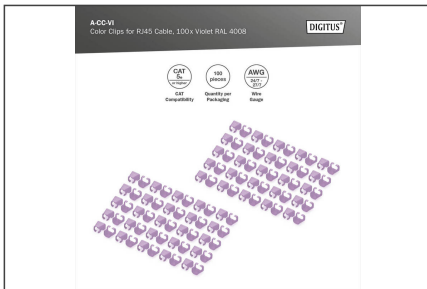 A-CC-VI
Color Clips for RJ45 Cable, 100x Violet RAL 4008
DIGITUS®
CAT
5e
or higher
CAT
Compatibility
100
pieces
Quantity per
Packaging
AWG
24/7 -
27/7
Wire
Gauge